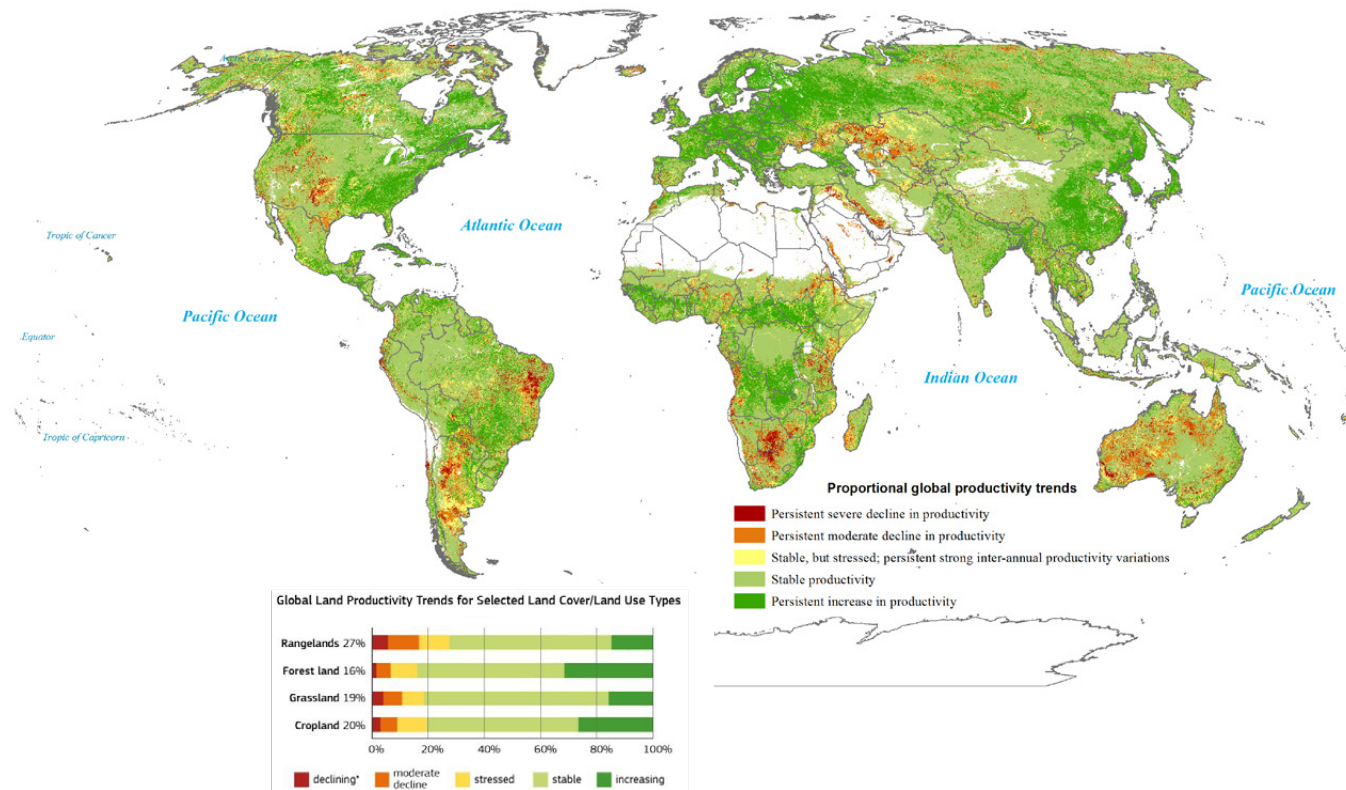 Arctic Circle
Atlantic Ocean
Tropic of Cancer
Pacific Ocean
Pacific Ocean
Equator
Indian Ocean
Tropic of Capricorn
Proportional global productivity trends
Persistent severe decline in productivity
Persistent moderate decline in productivity
Stable, but stressed; persistent strong inter-annual productivity variations
Stable productivity
Persistent increase in productivity
Global Land Productivity Trends for Selected Land Cover/Land Use Types
Rangelands 27%
Forest land 16%
Grassland 19%
Cropland 20%
0% 20% 40% 60% 80% 100%
declining* moderate decline stressed stable increasing